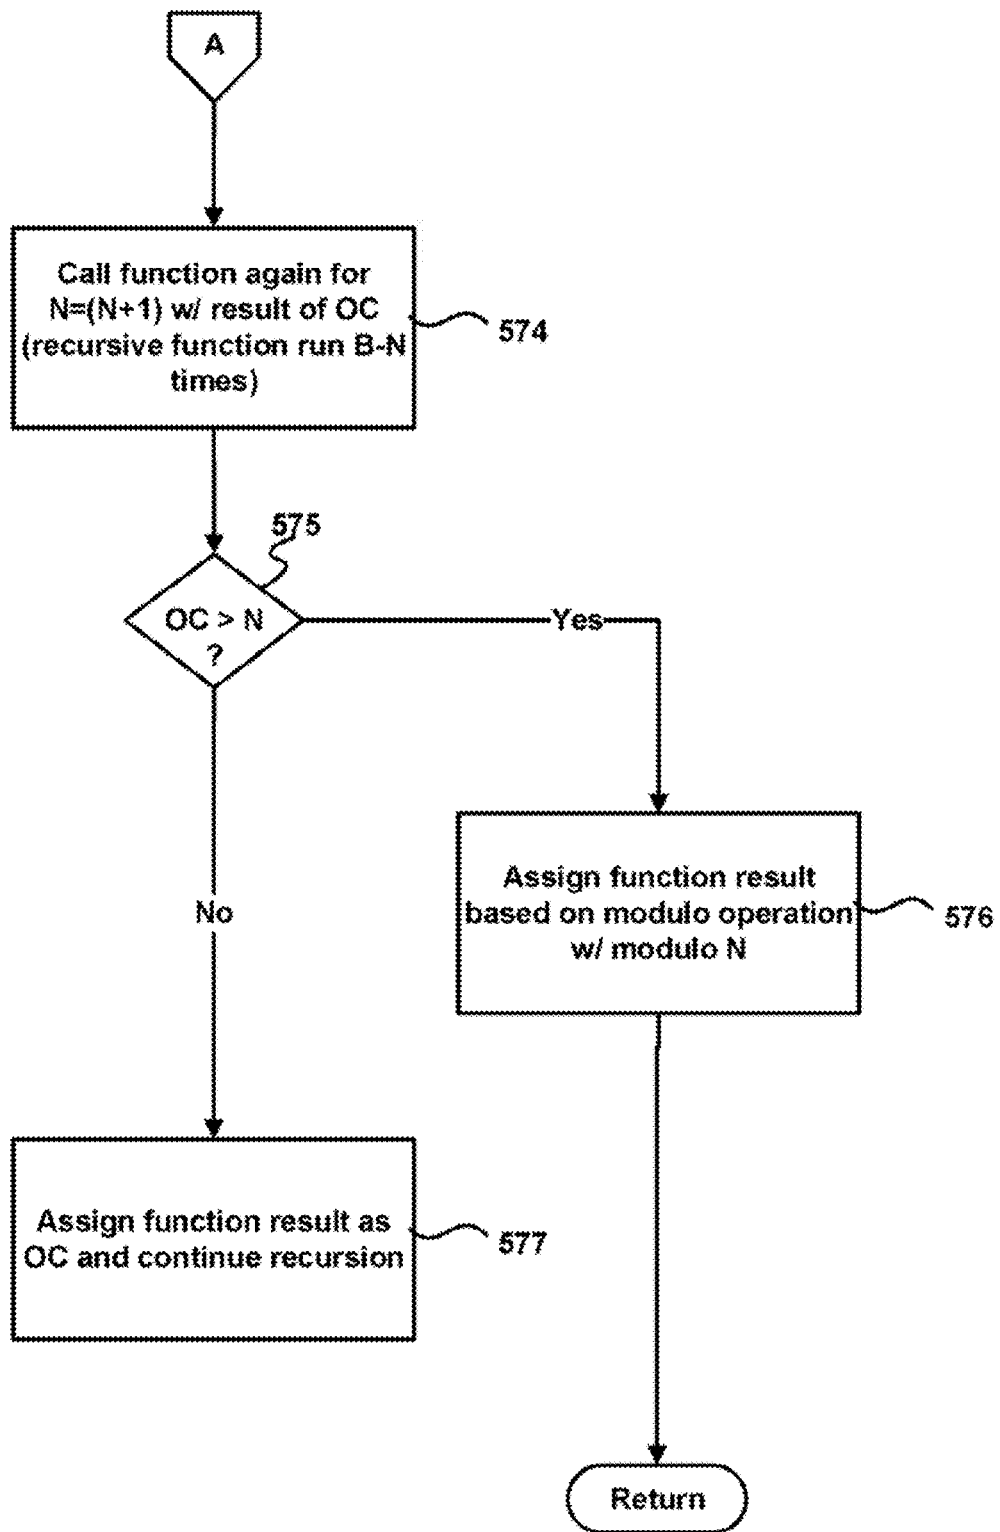 A
Call function again for
N=(N+1) w/ result of OC
(recursive function run B-N
times)
574
575
OC > N
?
Yes
No
Assign function result
based on modulo operation
w/ modulo N
576
Assign function result as
OC and continue recursion
577
Return